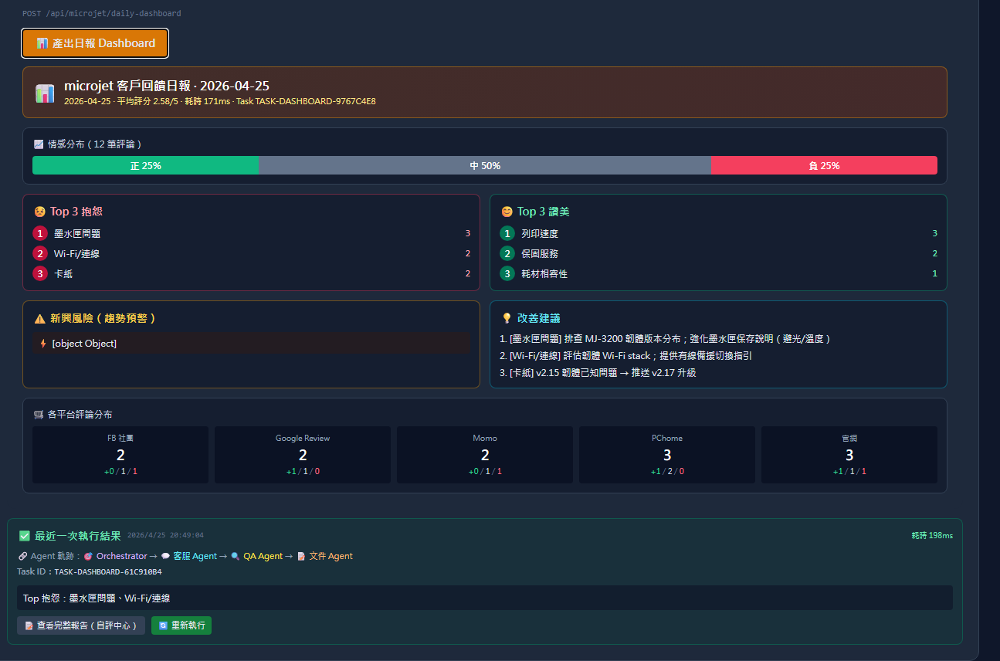 POST /api/microjet/daily-dashboard
📊 產出日報 Dashboard
microjet 客戶回饋日報 · 2026-04-25
2026-04-25 · 平均評分 2.58/5 · 耗時 171ms · Task TASK-DASHBOARD-9767C4E8
📈 情感分布（12 筆評論）
正 25% 中 50% 負 25%
😣 Top 3 抱怨
1 墨水匣問題 3
2 Wi-Fi/連線 2
3 卡紙 2
😊 Top 3 讚美
1 列印速度 3
2 保固服務 2
3 耗材相容性 1
⚠️ 新興風險（趨勢預警）
⚡ [object Object]
💡 改善建議
1. [墨水匣問題] 排查 MJ-3200 韌體版本分布；強化墨水匣保存說明（避光/溫度）
2. [Wi-Fi/連線] 評估韌體 Wi-Fi stack；提供有線備援切換指引
3. [卡紙] v2.15 韌體已知問題 → 推送 v2.17 升級
各平台評論分布
FB 社團
2
+0 / 1 / 1
Google Review
2
+1 / 1 / 0
Momo
2
+0 / 1 / 1
PChome
3
+1 / 2 / 0
官網
3
+1 / 1 / 1
✅ 最近一次執行結果 2026/4/25 20:49:04 耗時 198ms
🔗 Agent 軌跡：🎯 Orchestrator → 💬 客服 Agent → 🔍 QA Agent → 📝 文件 Agent
Task ID：TASK-DASHBOARD-61C910B4
Top 抱怨：墨水匣問題、Wi-Fi/連線
📝 查看完整報告（自評中心） 🔄 重新執行